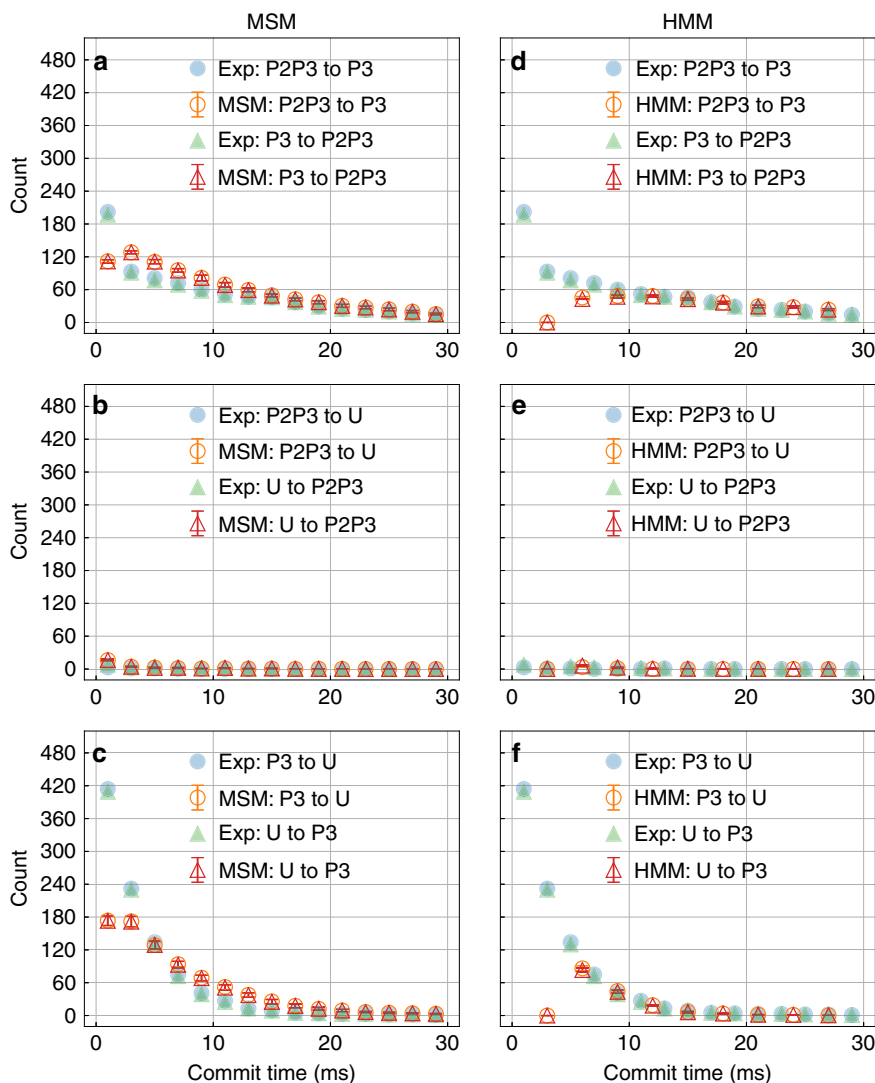 MSM
HMM
480
420
360
300
240
180
120
60
0
Count
a
Exp: P2P3 to P3
MSM: P2P3 to P3
Exp: P3 to P2P3
MSM: P3 to P2P3
0
10
20
30
d
Exp: P2P3 to P3
HMM: P2P3 to P3
Exp: P3 to P2P3
HMM: P3 to P2P3
0
10
20
30
480
420
360
300
240
180
120
60
0
Count
b
Exp: P2P3 to U
MSM: P2P3 to U
Exp: U to P2P3
MSM: U to P2P3
0
10
20
30
e
Exp: P2P3 to U
HMM: P2P3 to U
Exp: U to P2P3
HMM: U to P2P3
0
10
20
30
480
420
360
300
240
180
120
60
0
Count
c
Exp: P3 to U
MSM: P3 to U
Exp: U to P3
MSM: U to P3
0
10
20
30
Commit time (ms)
f
Exp: P3 to U
HMM: P3 to U
Exp: U to P3
HMM: U to P3
0
10
20
30
Commit time (ms)